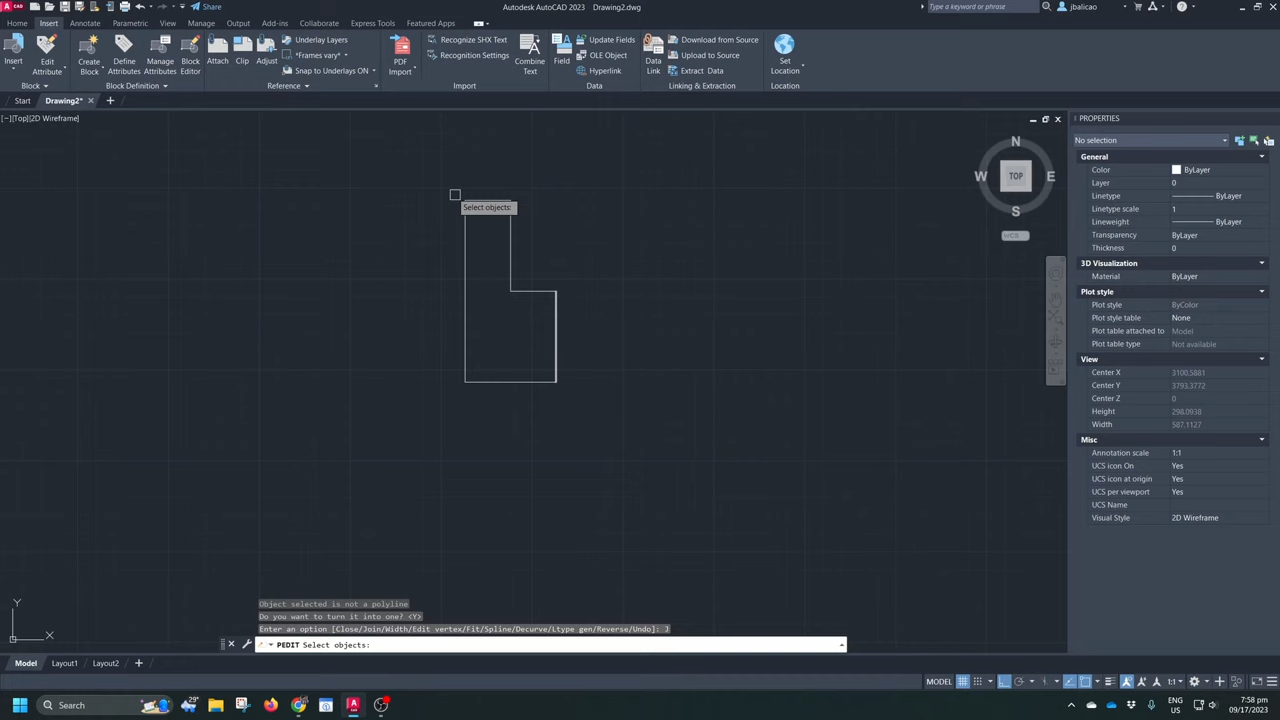 CAD
Share
Autodesk AutoCAD 2023 Drawing2.dwg
Type a keyword or phrase
jbalicao
Home Insert Annotate Parametric View Manage Output Add-ins Collaborate Express Tools Featured Apps
Insert
Edit
Attribute
Create
Block
Define
Attributes
Manage
Attributes
Block
Editor
Attach
Clip
Adjust
Underlay Layers
*Frames vary*
Snap to Underlays ON
PDF
Import
Recognize SHX Text
Recognition Settings
Combine
Text
Field
Update Fields
OLE Object
Hyperlink
Data
Link
Download from Source
Upload to Source
Extract Data
Set
Location
Block Block Definition Reference Import Data Linking & Extraction Location
Start Drawing2*
[−][Top][2D Wireframe]
Select objects:
N
W TOP E
S
WCS
PROPERTIES
No selection
General
Color ByLayer
Layer 0
Linetype ByLayer
Linetype scale 1
Lineweight ByLayer
Transparency ByLayer
Thickness 0
3D Visualization
Material ByLayer
Plot style
Plot style ByColor
Plot style table None
Plot table attached to Model
Plot table type Not available
View
Center X 3100.5881
Center Y 3793.3772
Center Z 0
Height 298.0938
Width 587.1127
Misc
Annotation scale 1:1
UCS icon On Yes
UCS icon at origin Yes
UCS per viewport Yes
UCS Name
Visual Style 2D Wireframe
Y
X
Object selected is not a polyline
Do you want to turn it into one? <Y>
Enter an option [Close/Join/Width/Edit vertex/Fit/Spline/Decurve/Ltype gen/Reverse/Undo]: J
PEDIT Select objects:
Model Layout1 Layout2
MODEL 1:1
Search
29°
ENG
US
7:58 pm
09/17/2023